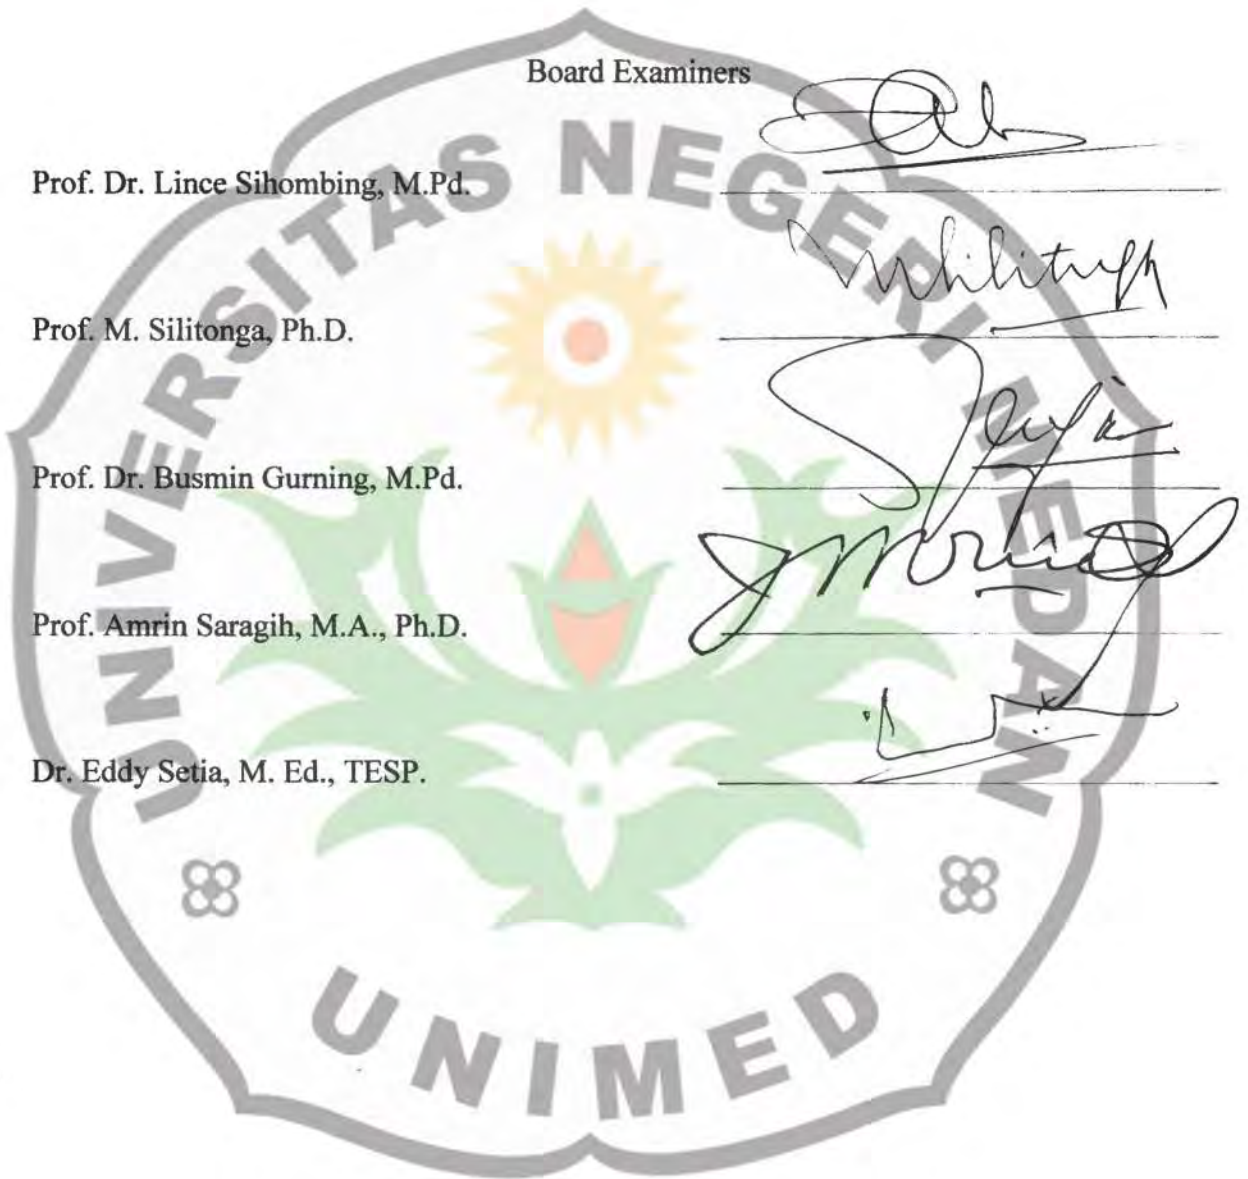 Board Examiners
Prof. Dr. Lince Sihombing, M.Pd.
Prof. M. Silitonga, Ph.D.
Prof. Dr. Busmin Gurning, M.Pd.
Prof. Amrin Saragih, M.A., Ph.D.
Dr. Eddy Setia, M. Ed., TESP.
UNIVERSITAS NEGERI MEDAN
UNIMED